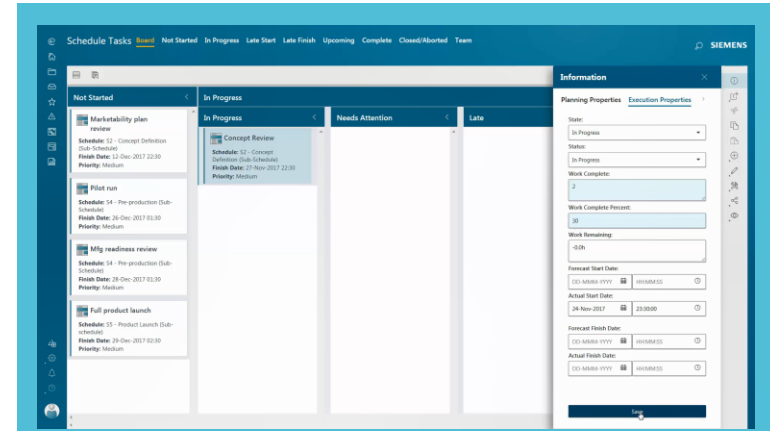 Schedule Tasks Board Not Started In Progress Late Start Late Finish Upcoming Complete Closed/Aborted Team
SIEMENS
Not Started
Marketability plan
review
Schedule: S2 - Concept Definition
(Sub-Schedule)
Finish Date: 12-Dec-2017 22:30
Priority: Medium
Pilot run
Schedule: S4 - Pre-production (Sub-
Schedule)
Finish Date: 26-Dec-2017 01:30
Priority: Medium
Mfg readiness review
Schedule: S4 - Pre-production (Sub-
Schedule)
Finish Date: 28-Dec-2017 01:30
Priority: Medium
Full product launch
Schedule: S5 - Product Launch (Sub-
schedule)
Finish Date: 29-Dec-2017 02:30
Priority: Medium
In Progress
In Progress
Concept Review
Schedule: S2 - Concept
Definition (Sub-Schedule)
Finish Date: 27-Nov-2017 22:30
Priority: Medium
Needs Attention
Late
Information
Planning Properties Execution Properties
State:
In Progress
Status:
In Progress
Work Complete:
2
Work Complete Percent:
30
Work Remaining:
-0.0h
Forecast Start Date:
DD-MMM-YYYY HH:MM:SS
Actual Start Date:
24-Nov-2017 23:30:00
Forecast Finish Date:
DD-MMM-YYYY HH:MM:SS
Actual Finish Date:
DD-MMM-YYYY HH:MM:SS
Save